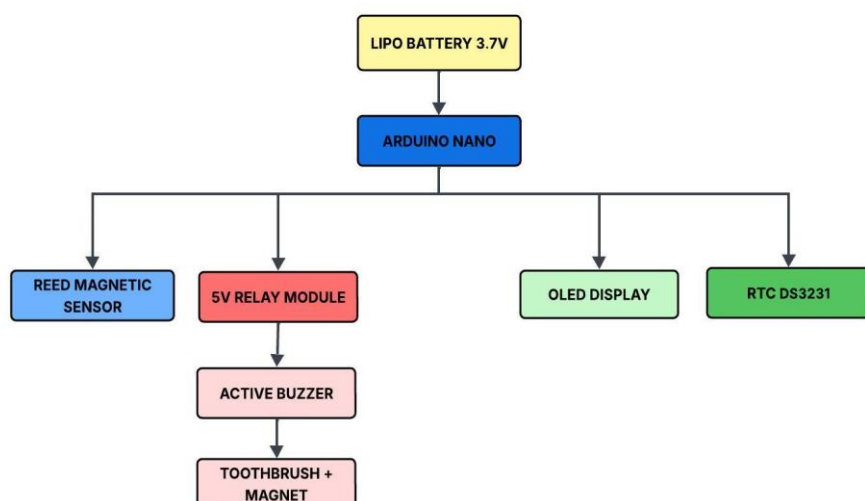 LIPO BATTERY 3.7V
ARDUINO NANO
REED MAGNETIC
SENSOR
5V RELAY MODULE
OLED DISPLAY
RTC DS3231
ACTIVE BUZZER
TOOTHBRUSH +
MAGNET